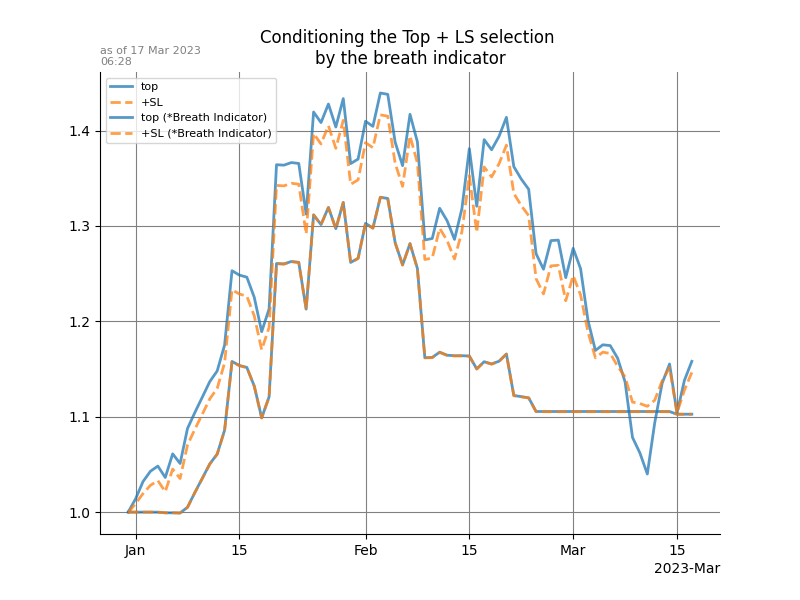 Conditioning the Top + LS selection
by the breath indicator
as of 17 Mar 2023
06:28
top
+SL
top (*Breath Indicator)
+SL (*Breath Indicator)
1.4
1.3
1.2
1.1
1.0
Jan 15 Feb 15 Mar 15
2023-Mar